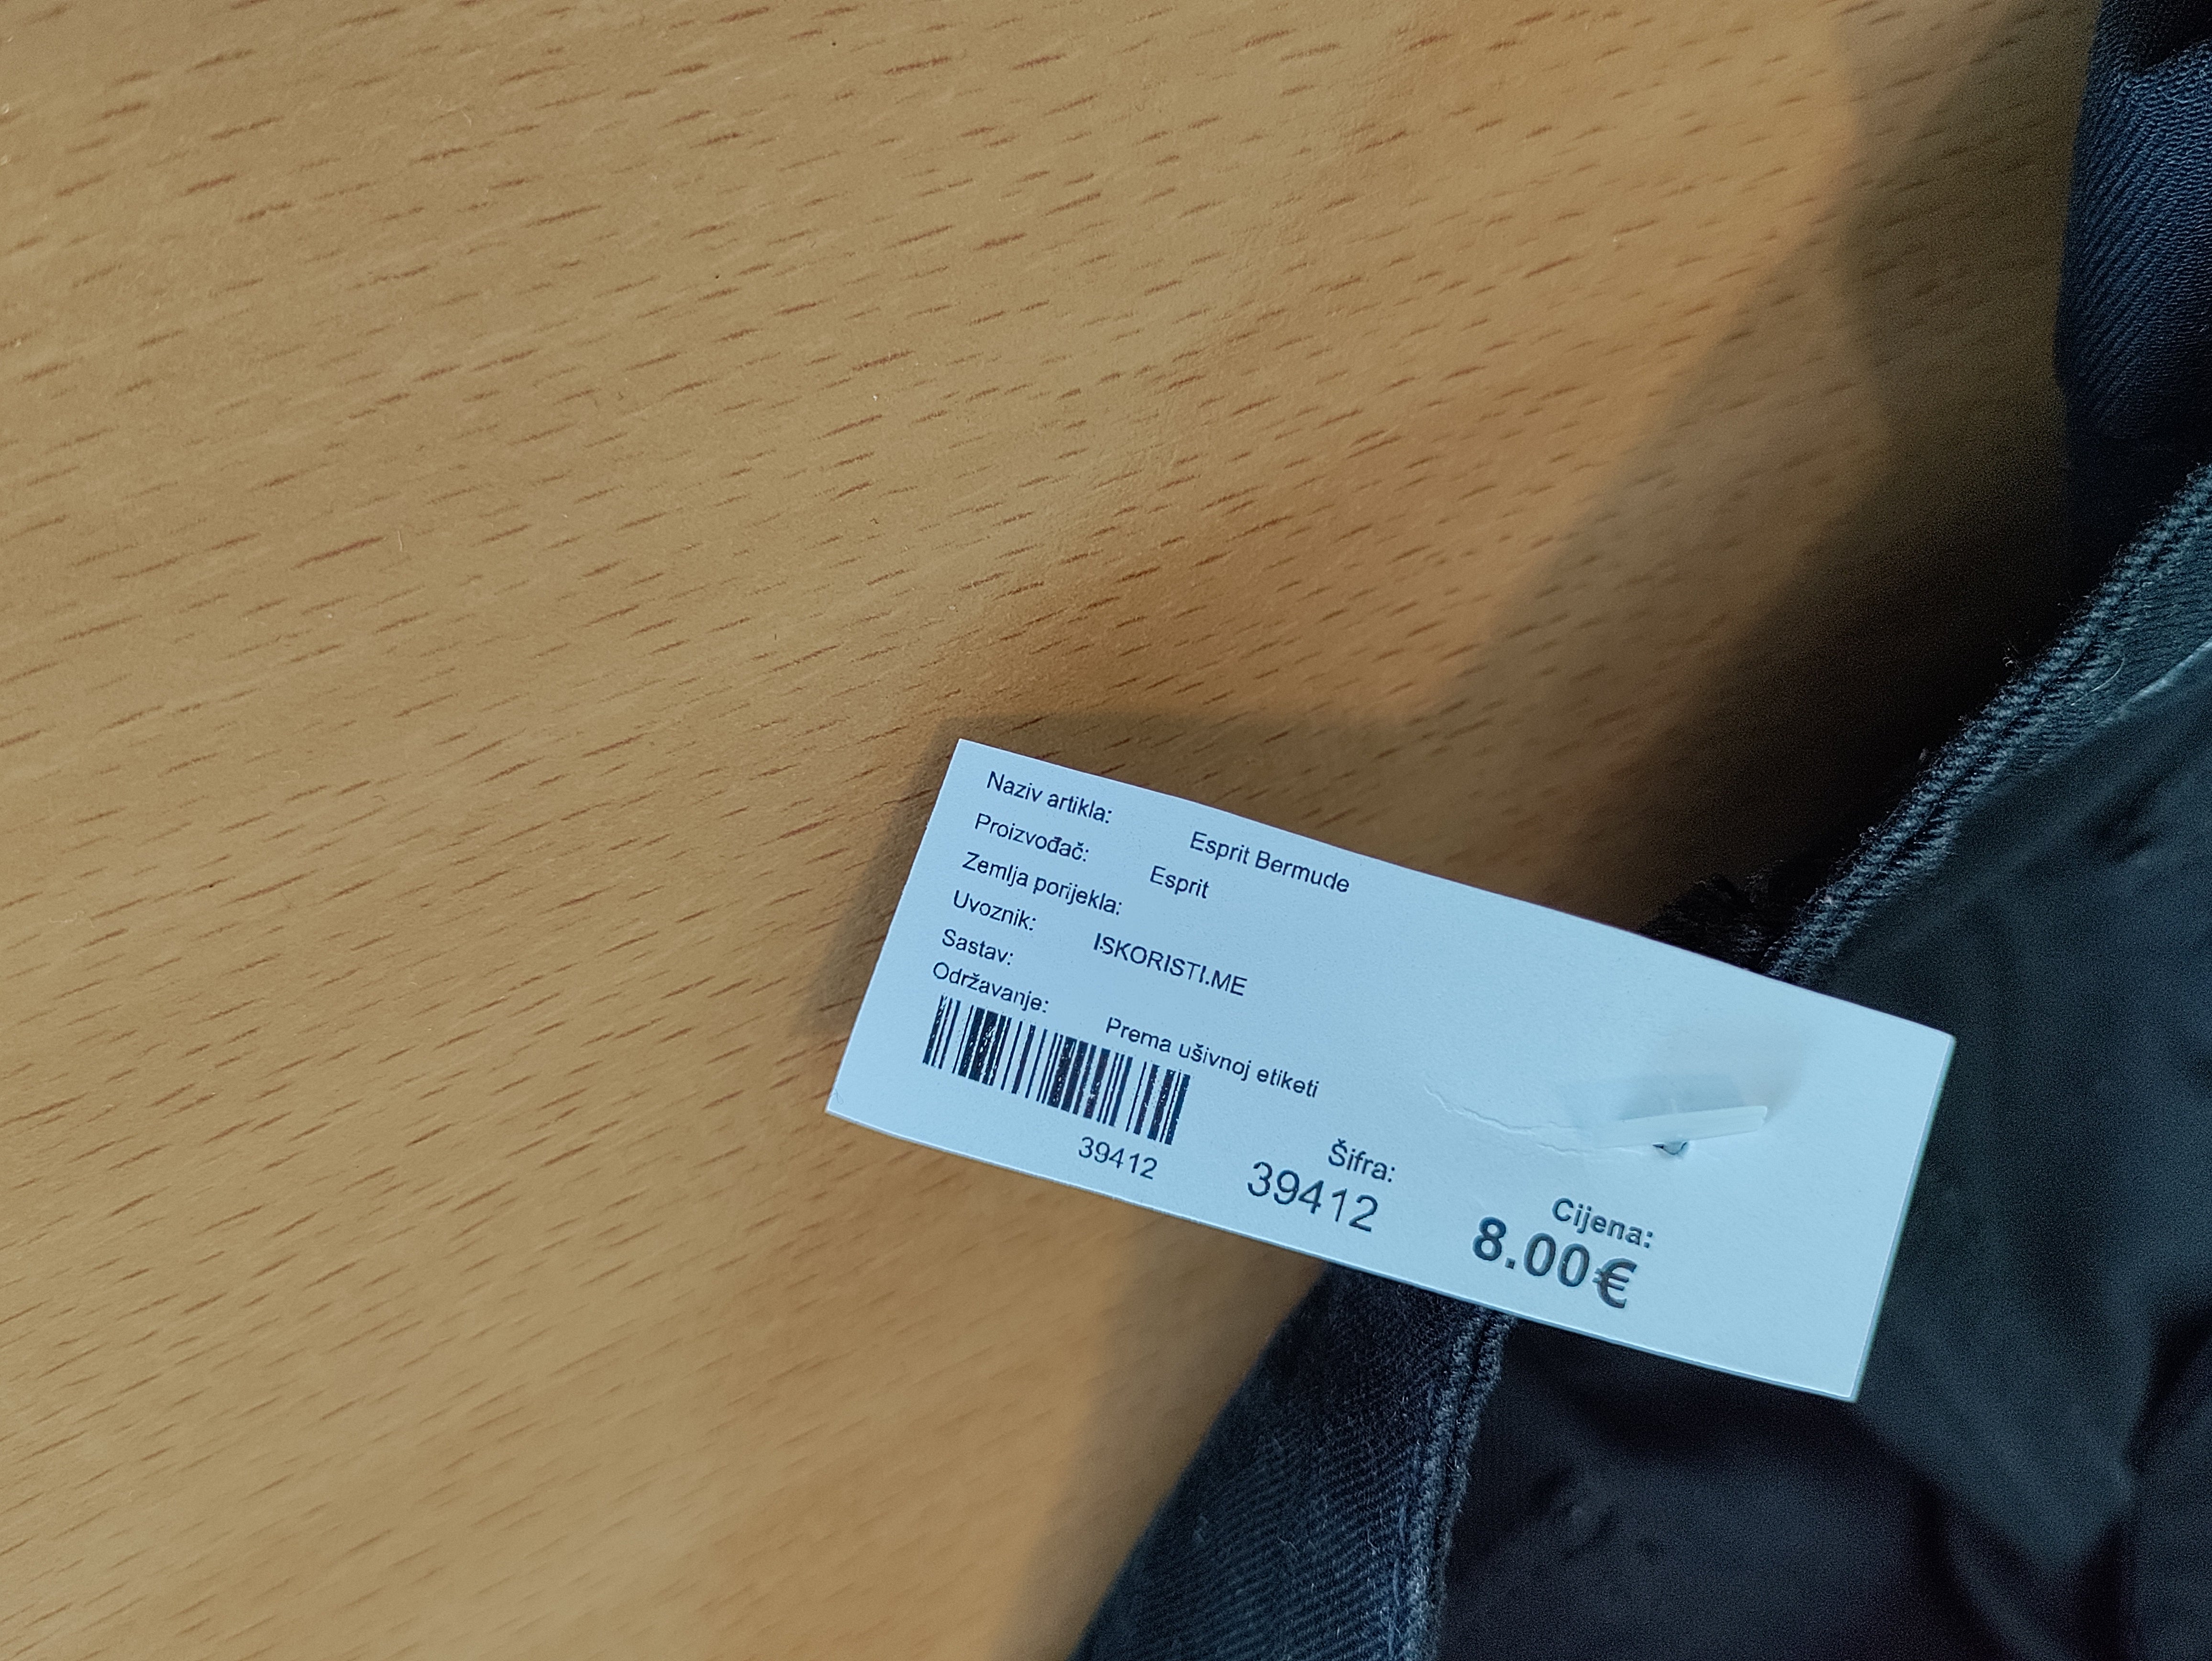 Naziv artikla: Esprit Bermude
Proizvođač: Esprit
Zemlja porijekla:
Uvoznik: ISKORISTI.ME
Sastav:
Održavanje: Prema ušivnoj etiketi
39412
Šifra:
39412
Cijena:
8.00€